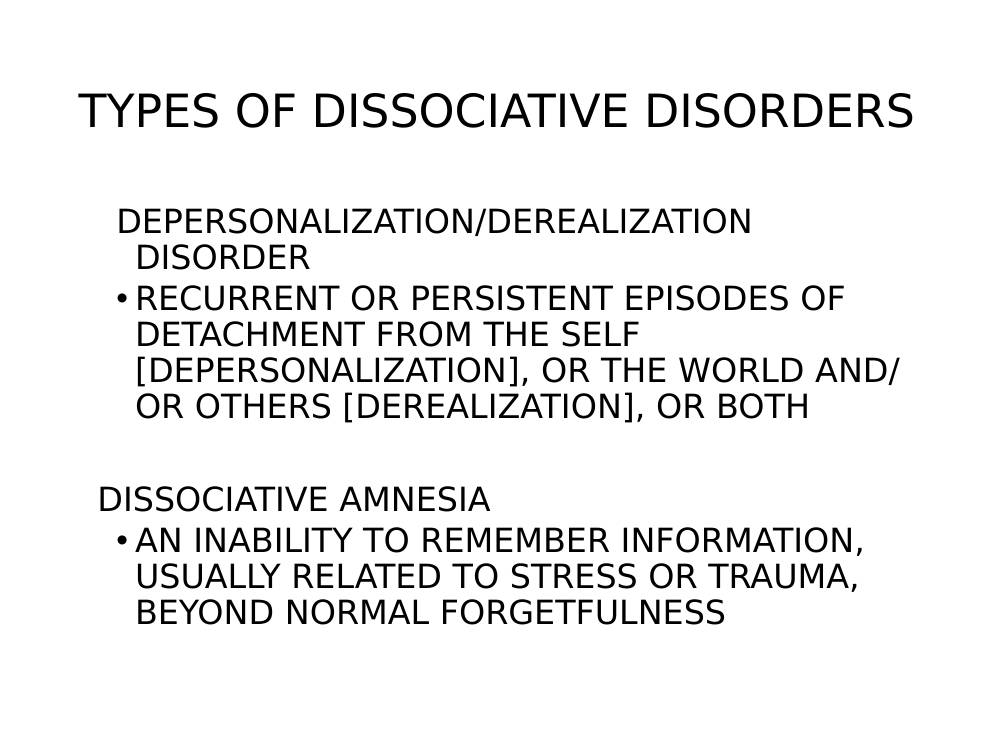 TYPES OF DISSOCIATIVE DISORDERS
DEPERSONALIZATION/DEREALIZATION
DISORDER
• RECURRENT OR PERSISTENT EPISODES OF
DETACHMENT FROM THE SELF
[DEPERSONALIZATION], OR THE WORLD AND/
OR OTHERS [DEREALIZATION], OR BOTH
DISSOCIATIVE AMNESIA
• AN INABILITY TO REMEMBER INFORMATION,
USUALLY RELATED TO STRESS OR TRAUMA,
BEYOND NORMAL FORGETFULNESS